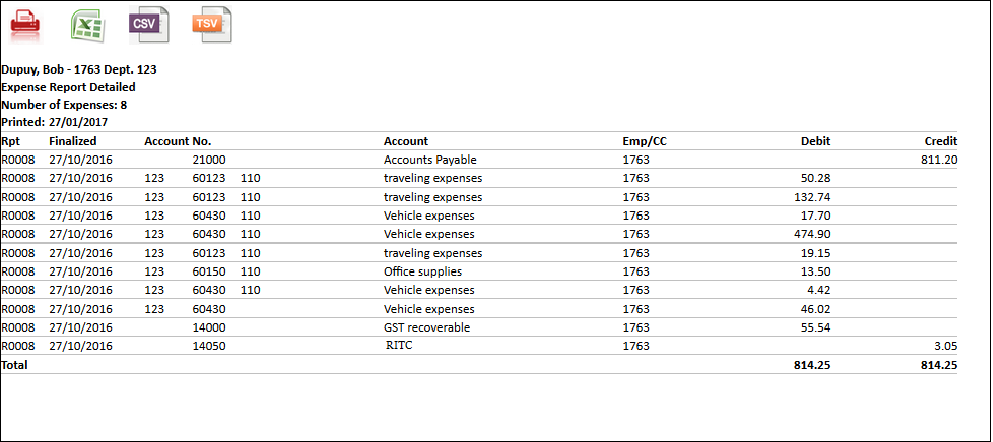 CSV TSV
Dupuy, Bob - 1763 Dept. 123
Expense Report Detailed
Number of Expenses: 8
Printed: 27/01/2017
Rpt Finalized Account No. Account Emp/CC Debit Credit
R0008 27/10/2016 21000 Accounts Payable 1763 811.20
R0008 27/10/2016 123 60123 110 traveling expenses 1763 50.28
R0008 27/10/2016 123 60123 110 traveling expenses 1763 132.74
R0008 27/10/2016 123 60430 110 Vehicle expenses 1763 17.70
R0008 27/10/2016 123 60430 110 Vehicle expenses 1763 474.90
R0008 27/10/2016 123 60123 110 traveling expenses 1763 19.15
R0008 27/10/2016 123 60150 110 Office supplies 1763 13.50
R0008 27/10/2016 123 60430 110 Vehicle expenses 1763 4.42
R0008 27/10/2016 123 60430 Vehicle expenses 1763 46.02
R0008 27/10/2016 14000 GST recoverable 1763 55.54
R0008 27/10/2016 14050 RITC 1763 3.05
Total 814.25 814.25